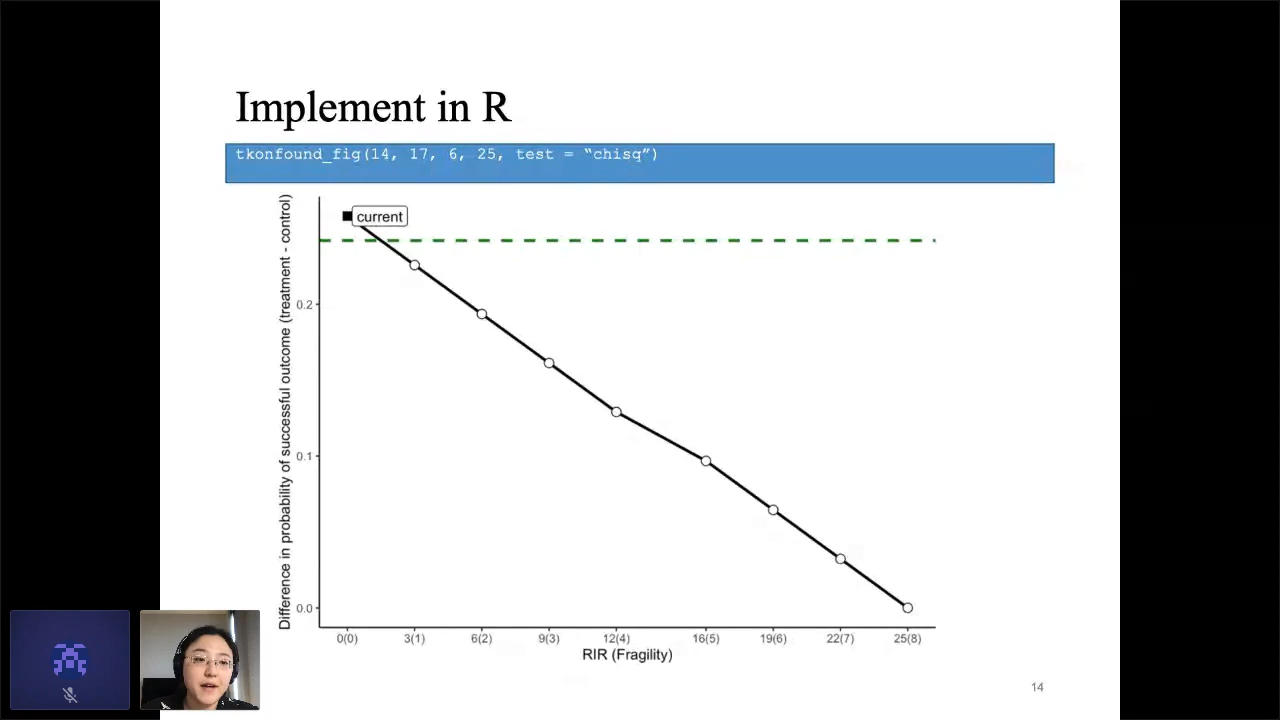 Implement in R
tkonfound_fig(14, 17, 6, 25, test = “chisq”)
Difference in probability of successful outcome (treatment - control)
current
0.2
0.1
0.0
0(0) 3(1) 6(2) 9(3) 12(4) 16(5) 19(6) 22(7) 25(8)
RIR (Fragility)
14